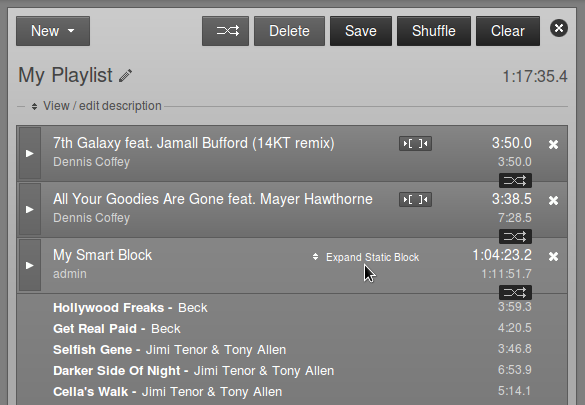 New Delete Save Shuffle Clear
My Playlist 1:17:35.4
View / edit description
7th Galaxy feat. Jamall Bufford (14KT remix) 3:50.0
Dennis Coffey 3:50.0
All Your Goodies Are Gone feat. Mayer Hawthorne 3:38.5
Dennis Coffey 7:28.5
My Smart Block Expand Static Block 1:04:23.2
admin 1:11:51.7
Hollywood Freaks - Beck 3:59.3
Get Real Paid - Beck 4:20.5
Selfish Gene - Jimi Tenor & Tony Allen 3:46.8
Darker Side Of Night - Jimi Tenor & Tony Allen 6:53.9
Cella's Walk - Jimi Tenor & Tony Allen 5:14.1